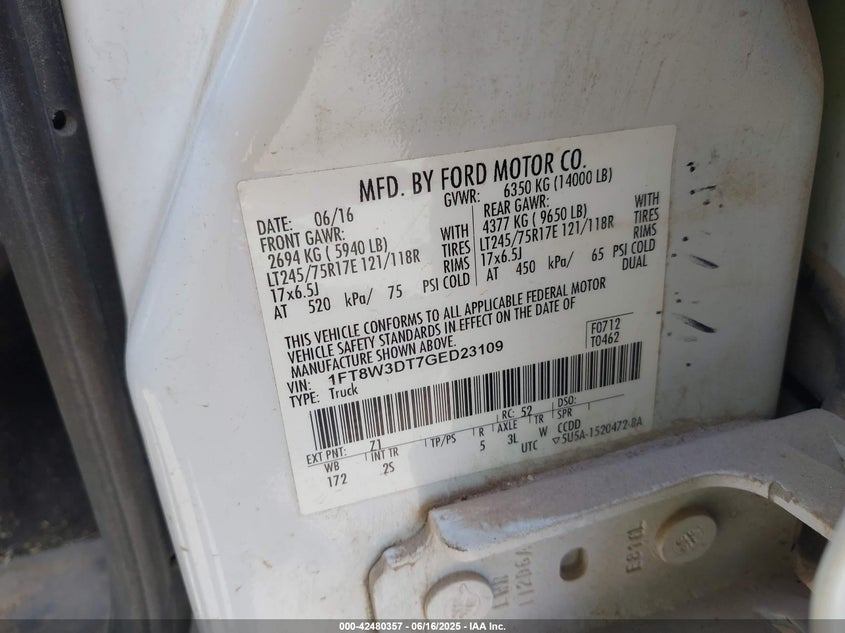 MFD. BY FORD MOTOR CO.
DATE: 06/16 GVWR: 6350 KG (14000 LB)
FRONT GAWR: REAR GAWR:
2694 KG ( 5940 LB) WITH 4377 KG ( 9650 LB) WITH
LT245/75R17E 121/118R TIRES LT245/75R17E 121/118R TIRES
17x6.5J RIMS 17x6.5J RIMS
AT 520 kPa/ 75 PSI COLD AT 450 kPa/ 65 PSI COLD
DUAL
THIS VEHICLE CONFORMS TO ALL APPLICABLE FEDERAL MOTOR
VEHICLE SAFETY STANDARDS IN EFFECT ON THE DATE OF
MANUFACTURE SHOWN ABOVE.
F0712
T0462
VIN: 1FT8W3DT7GED23109
TYPE: Truck
EXT PNT: 71 RC: 52 DSO:
WB INT TR TP/PS R AXLE TR SPR
172 2S 5 3L W CCDD
UTC ▽5U5A-1520472-BA
LWR
L12D6A
E810L
000-42480357 - 06/16/2025 - IAA Inc.